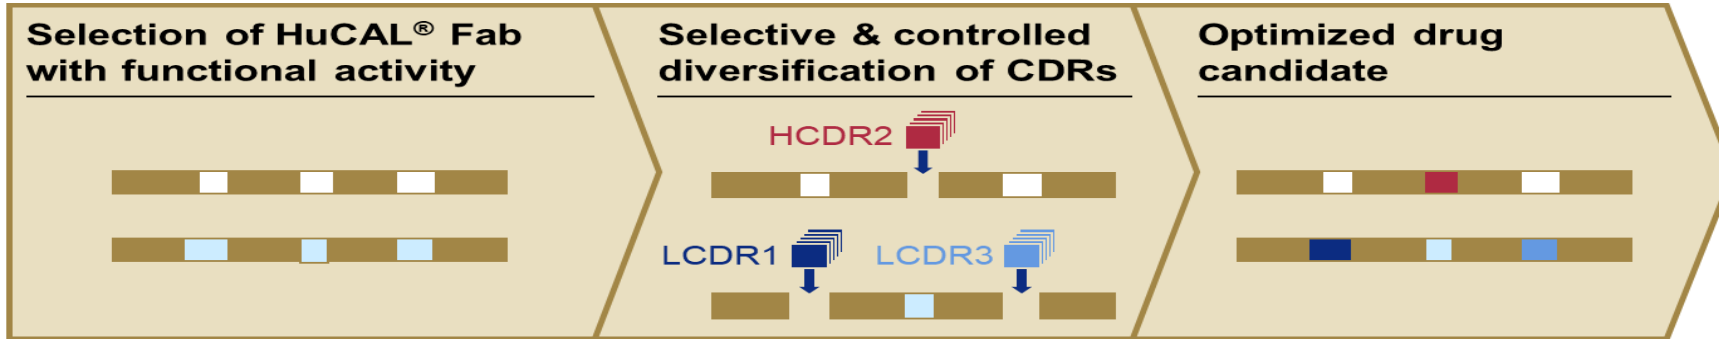 Selection of HuCAL® Fab
with functional activity
Selective & controlled
diversification of CDRs
HCDR2
LCDR1
LCDR3
Optimized drug
candidate